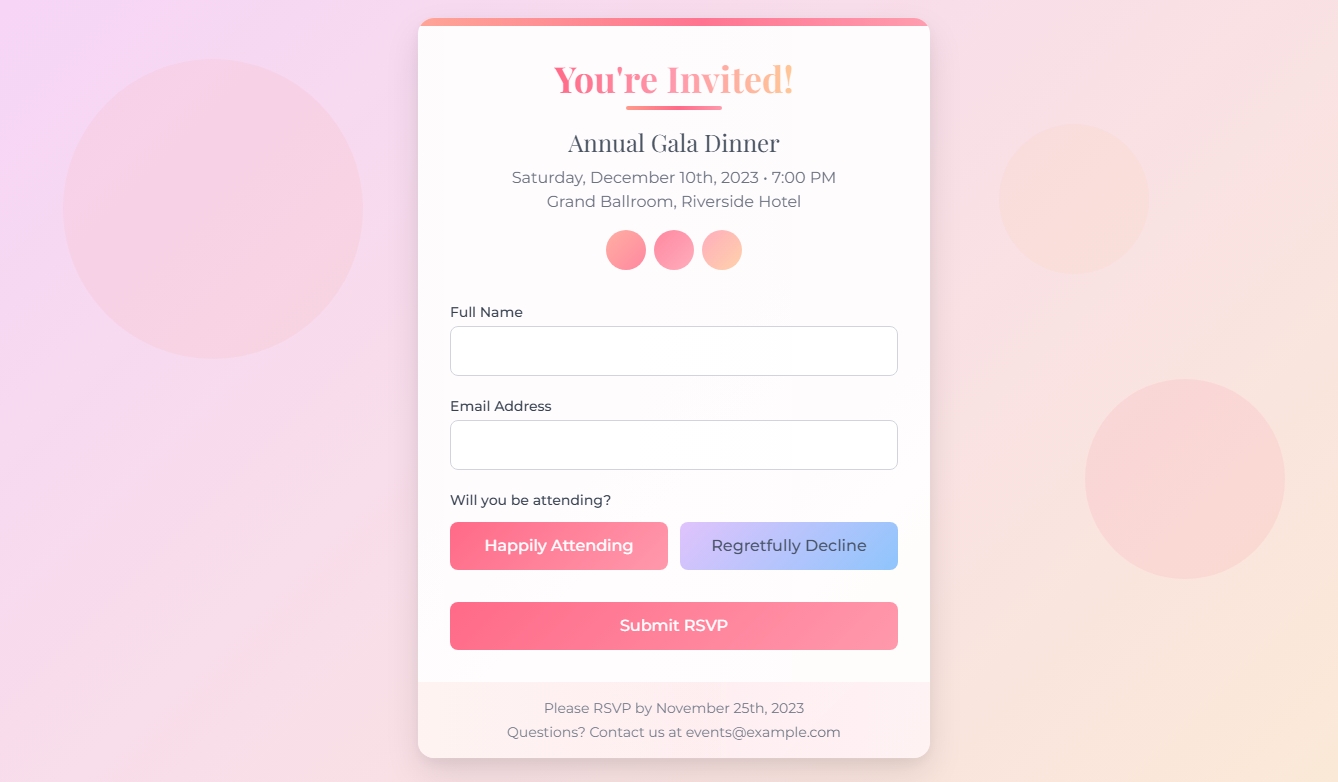 You're Invited!
Annual Gala Dinner
Saturday, December 10th, 2023 • 7:00 PM
Grand Ballroom, Riverside Hotel
Full Name
Email Address
Will you be attending?
Happily Attending
Regretfully Decline
Submit RSVP
Please RSVP by November 25th, 2023
Questions? Contact us at events@example.com